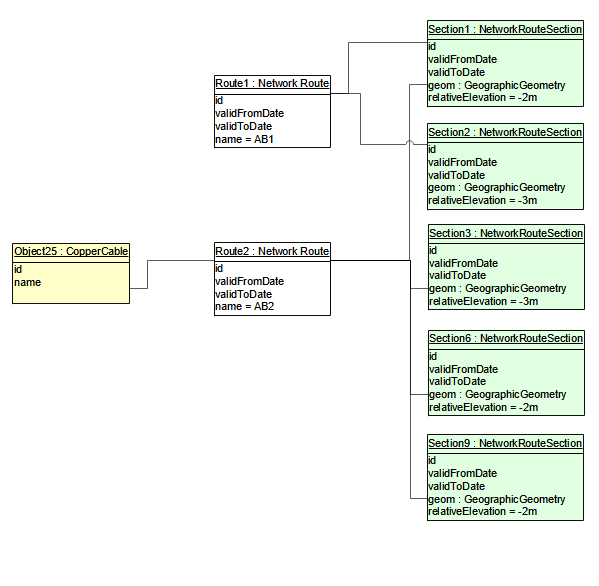 Section1 : NetworkRouteSection
id
validFromDate
validToDate
geom : GeographicGeometry
relativeElevation = -2m
Route1 : Network Route
id
validFromDate
validToDate
name = AB1
Section2 : NetworkRouteSection
id
validFromDate
validToDate
geom : GeographicGeometry
relativeElevation = -3m
Section3 : NetworkRouteSection
id
validFromDate
validToDate
geom : GeographicGeometry
relativeElevation = -3m
Object25 : CopperCable
id
name
Route2 : Network Route
id
validFromDate
validToDate
name = AB2
Section6 : NetworkRouteSection
id
validFromDate
validToDate
geom : GeographicGeometry
relativeElevation = -2m
Section9 : NetworkRouteSection
id
validFromDate
validToDate
geom : GeographicGeometry
relativeElevation = -2m